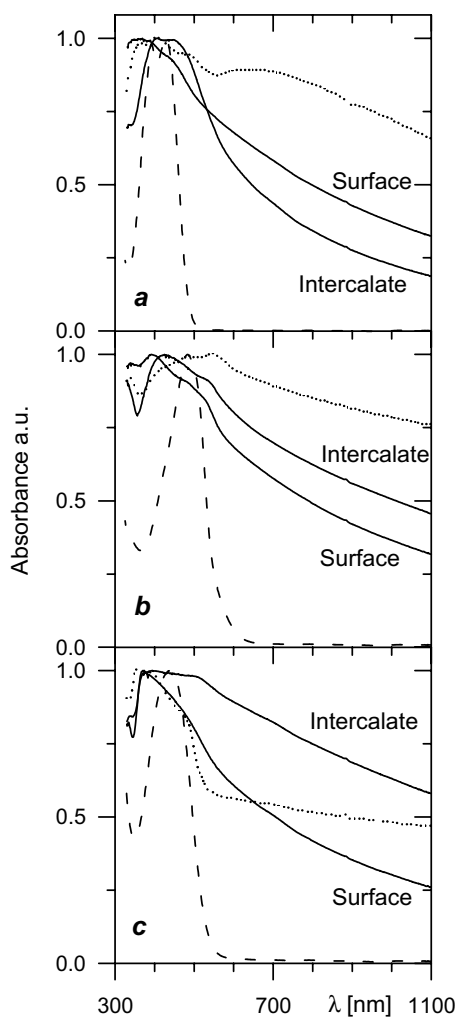 Absorbance a.u.
1.0
0.5
0.0
Surface
Intercalate
a
1.0
0.5
0.0
Intercalate
Surface
b
1.0
0.5
0.0
Intercalate
Surface
c
300 700 λ [nm] 1100